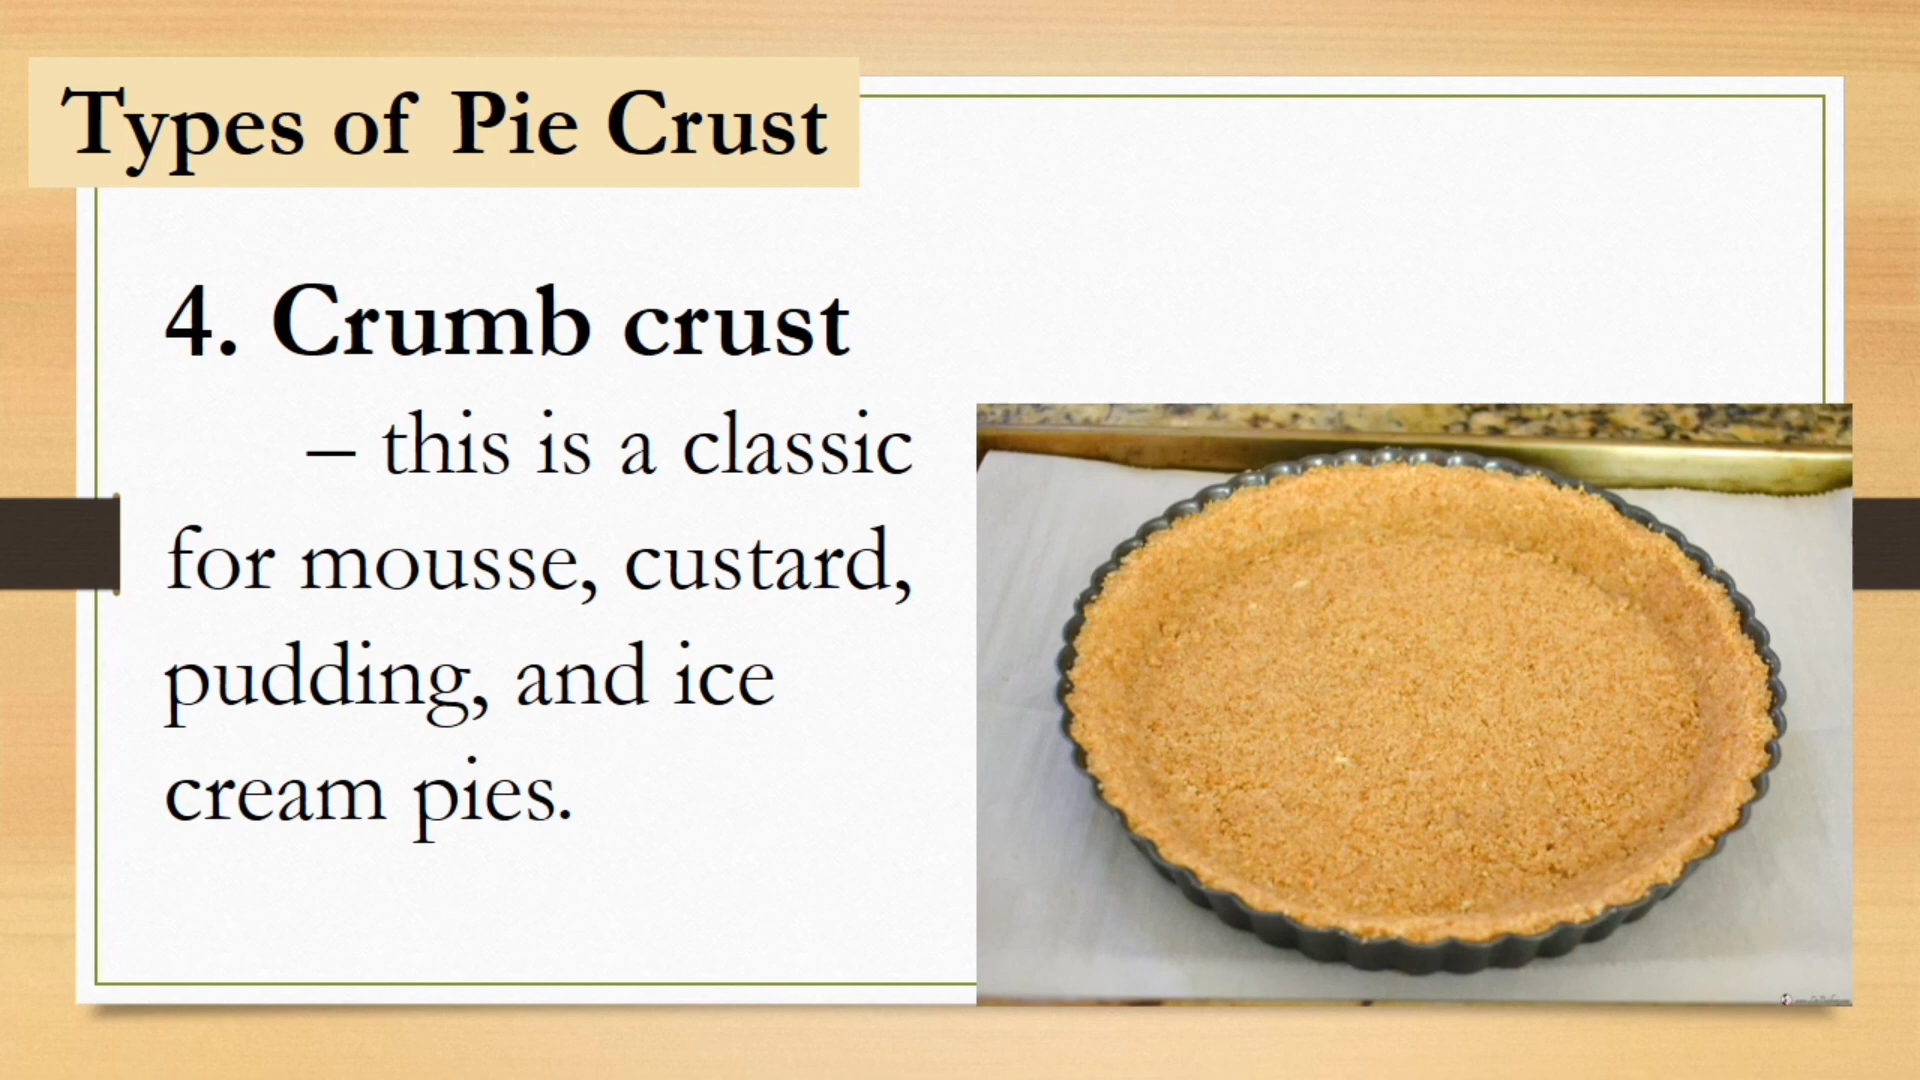 Types of Pie Crust
4. Crumb crust
– this is a classic
for mousse, custard,
pudding, and ice
cream pies.